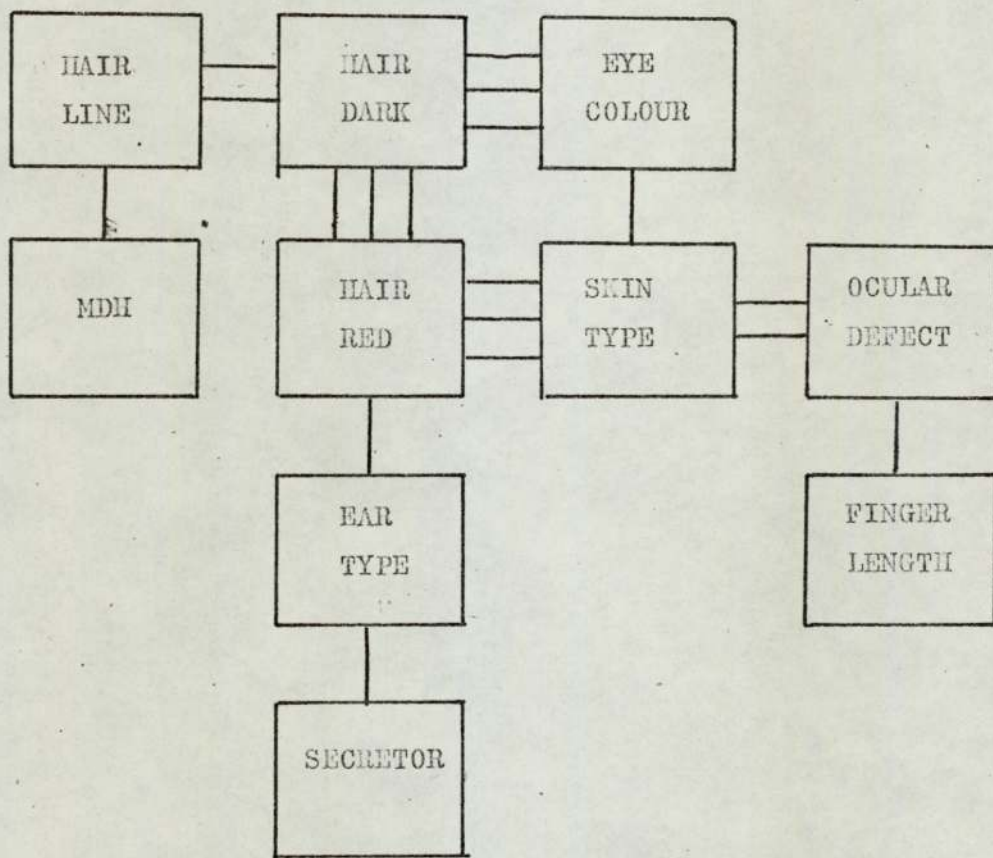 HAIR
LINE
HAIR
DARK
EYE
COLOUR
MDH
HAIR
RED
SKIN
TYPE
OCULAR
DEFECT
EAR
TYPE
FINGER
LENGTH
SECRETOR